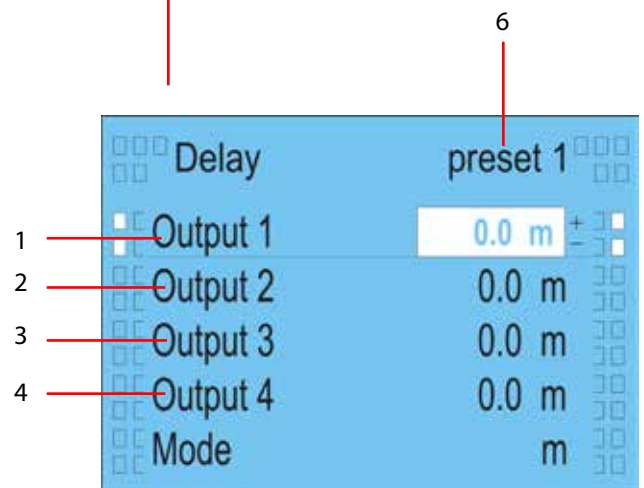 6
Delay preset 1
1 Output 1 0.0 m + −
2 Output 2 0.0 m
3 Output 3 0.0 m
4 Output 4 0.0 m
Mode m